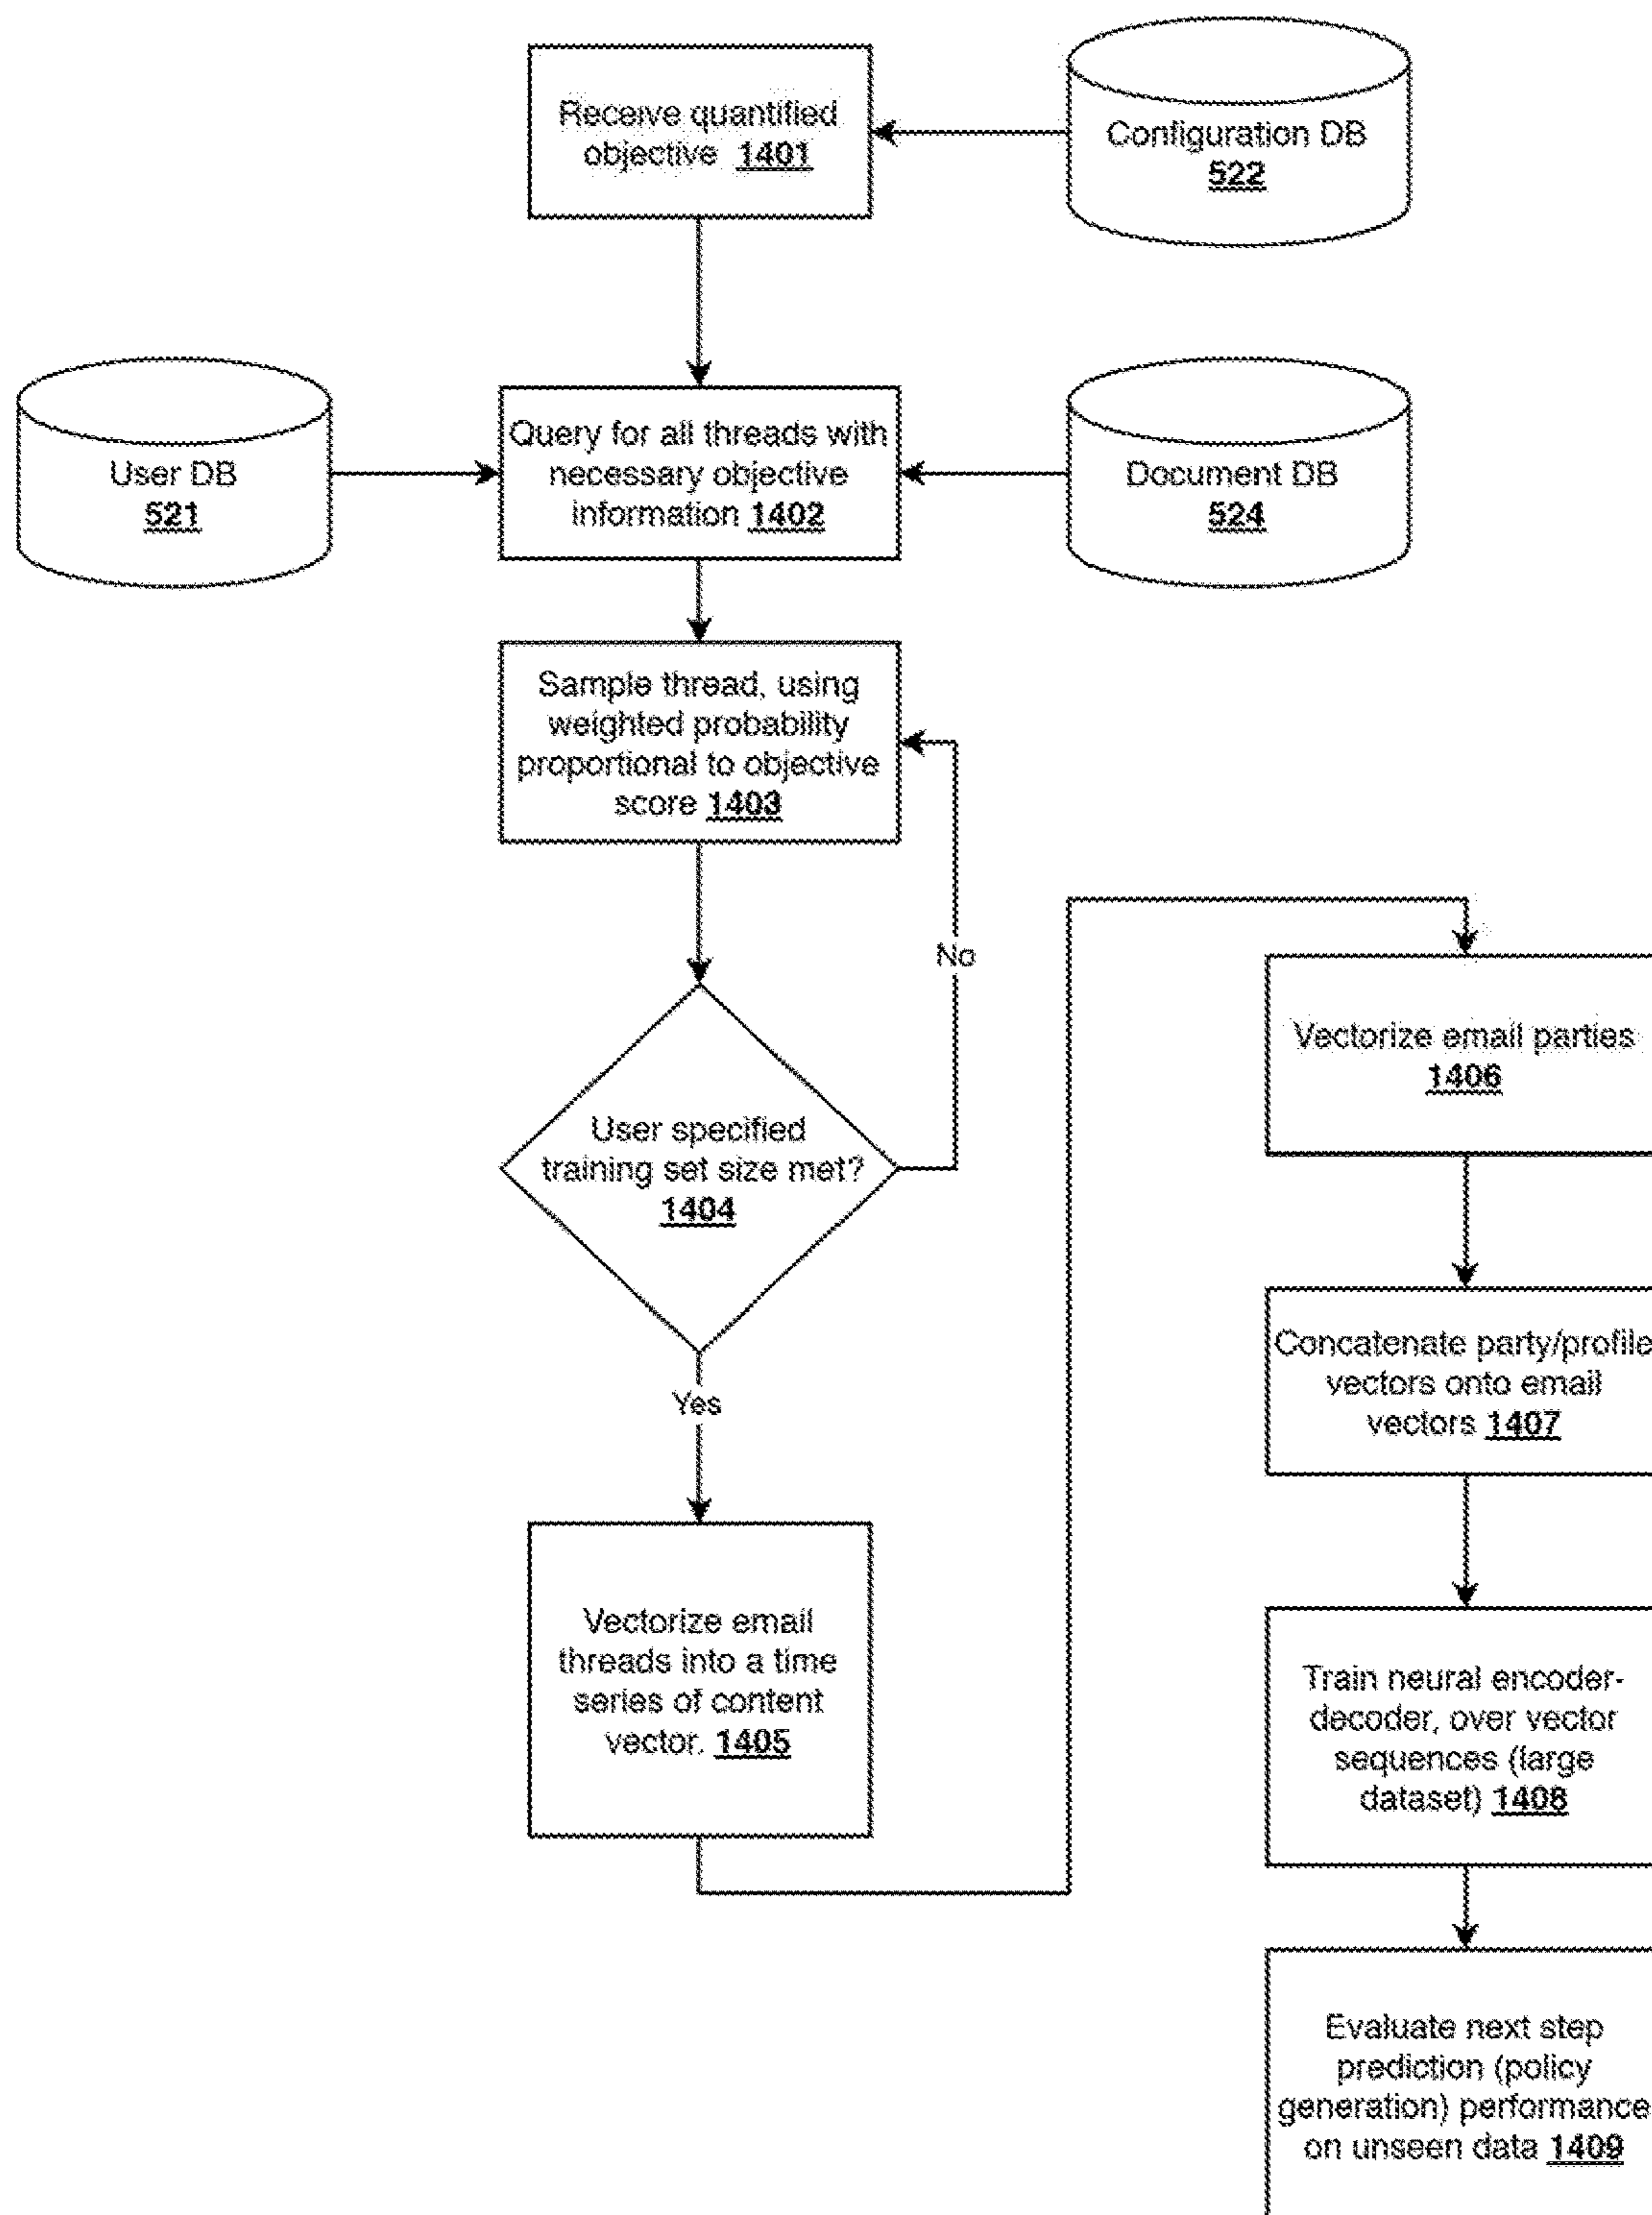 Receive quantified
objective 1401
Configuration DB
522
User DB
521
Query for all threads with
necessary objective
information 1402
Document DB
524
Sample thread, using
weighted probability
proportional to objective
score 1403
No
User specified
training set size met?
1404
Yes
Vectorize email
threads into a time
series of content
vector. 1405
Vectorize email parties
1406
Concatenate party/profile
vectors onto email
vectors 1407
Train neural encoder-
decoder, over vector
sequences (large
dataset) 1408
Evaluate next step
prediction (policy
generation) performance
on unseen data 1409